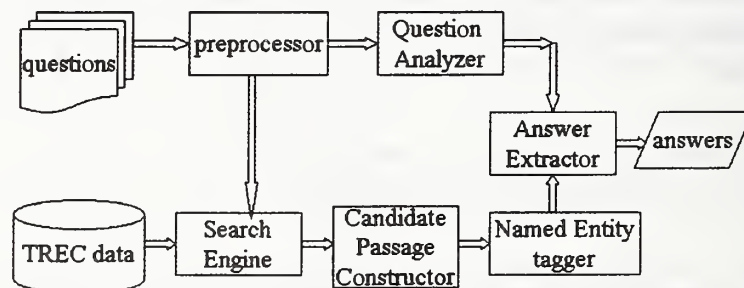 questions
preprocessor
Question
Analyzer
Answer
Extractor
answers
TREC data
Search
Engine
Candidate
Passage
Constructor
Named Entity
tagger